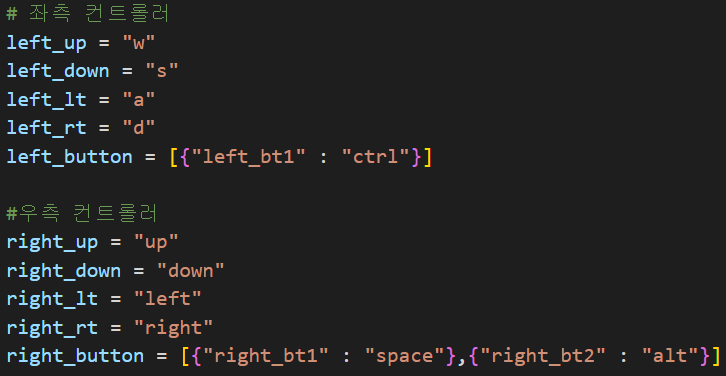 # 좌측 컨트롤러
left_up = "w"
left_down = "s"
left_lt = "a"
left_rt = "d"
left_button = [{"left_bt1" : "ctrl"}]
#우측 컨트롤러
right_up = "up"
right_down = "down"
right_lt = "left"
right_rt = "right"
right_button = [{"right_bt1" : "space"},{"right_bt2" : "alt"}]